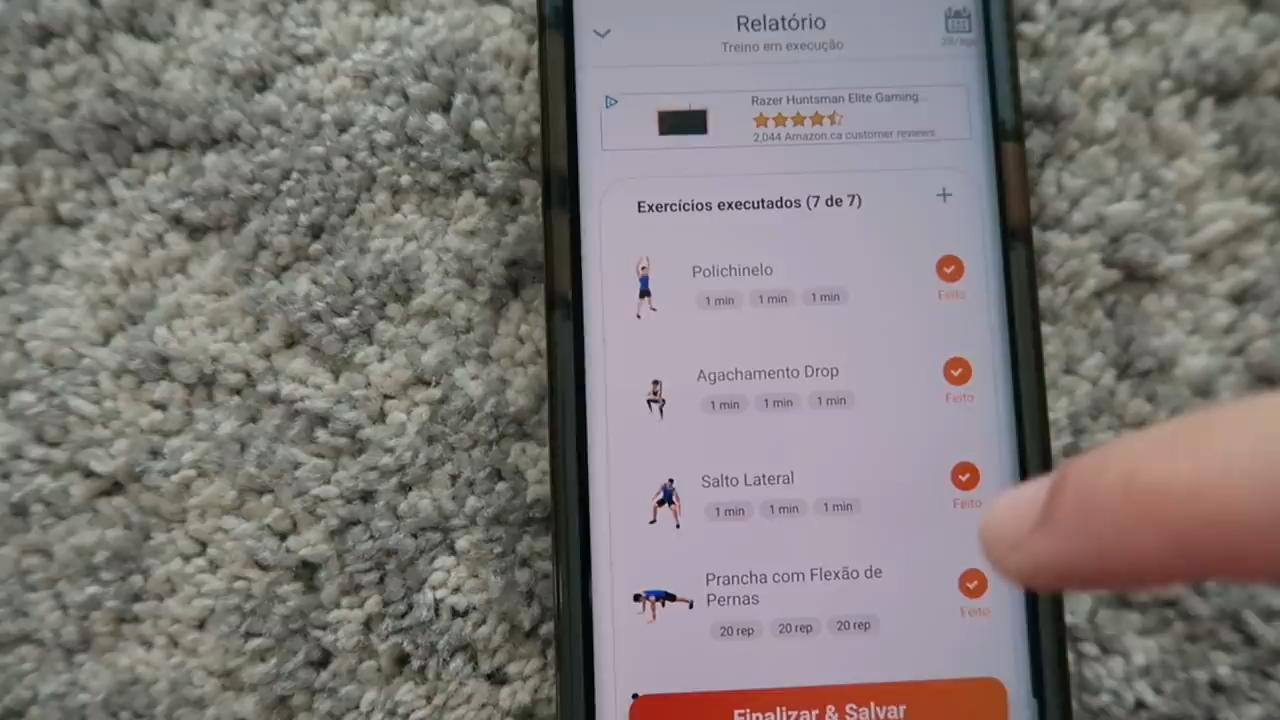 Relatório
Treino em execução
Razer Huntsman Elite Gaming...
2,044 Amazon.ca customer reviews
Exercícios executados (7 de 7)
+
Polichinelo
1 min 1 min 1 min
Feito
Agachamento Drop
1 min 1 min 1 min
Feito
Salto Lateral
1 min 1 min 1 min
Feito
Prancha com Flexão de
Pernas
20 rep 20 rep 20 rep
Feito
Finalizar & Salvar